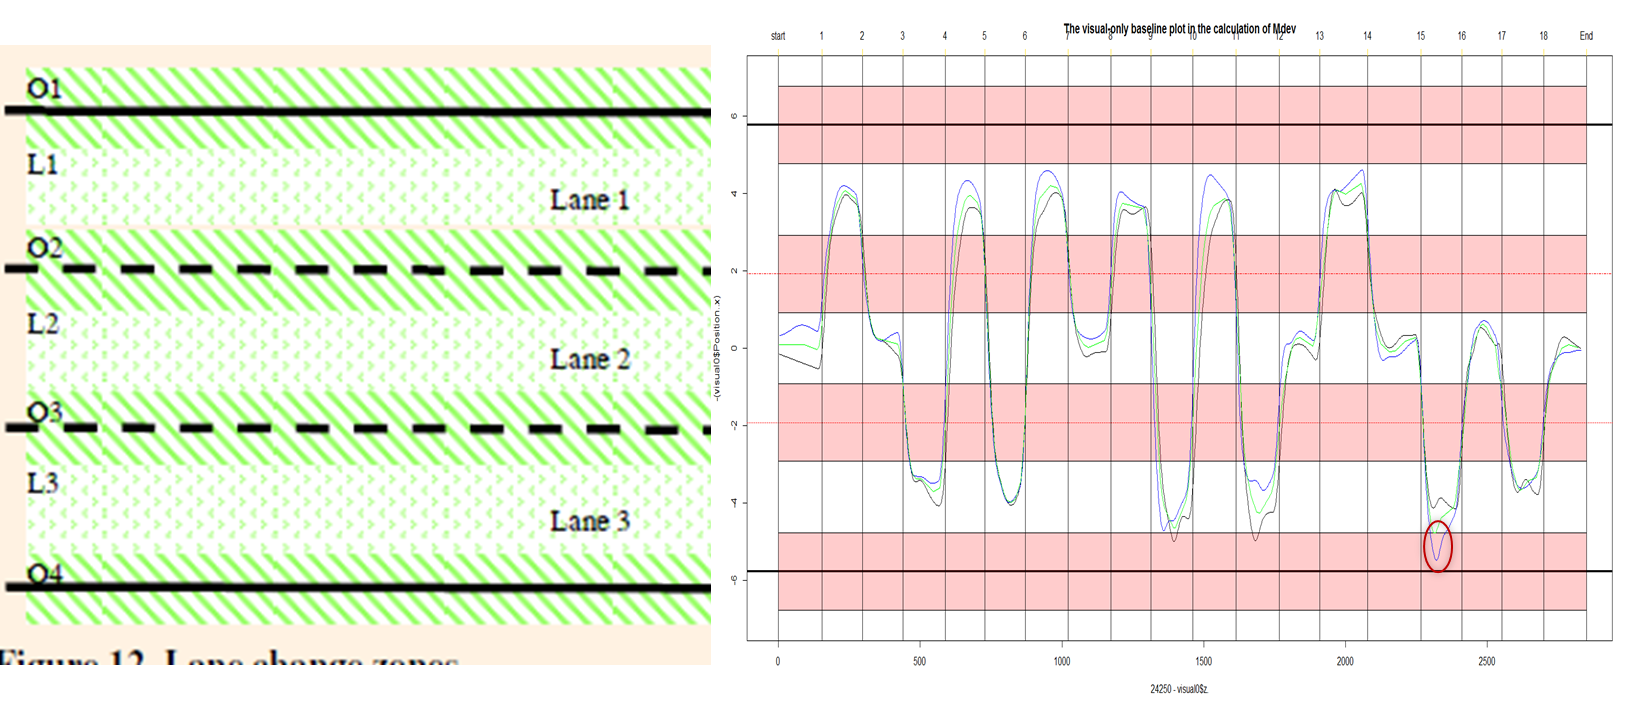 O1
L1
Lane 1
O2
L2
Lane 2
O3
L3
Lane 3
O4
Figure 12. Lane change zones
The visual-only baseline plot in the calculation of Mdev
start 1 2 3 4 5 6 7 8 9 10 11 12 13 14 15 16 17 18 End
6
4
2
0
-2
-4
-6
-(visual0$Position.x)
0 500 1000 1500 2000 2500
24250 - visual0$z.